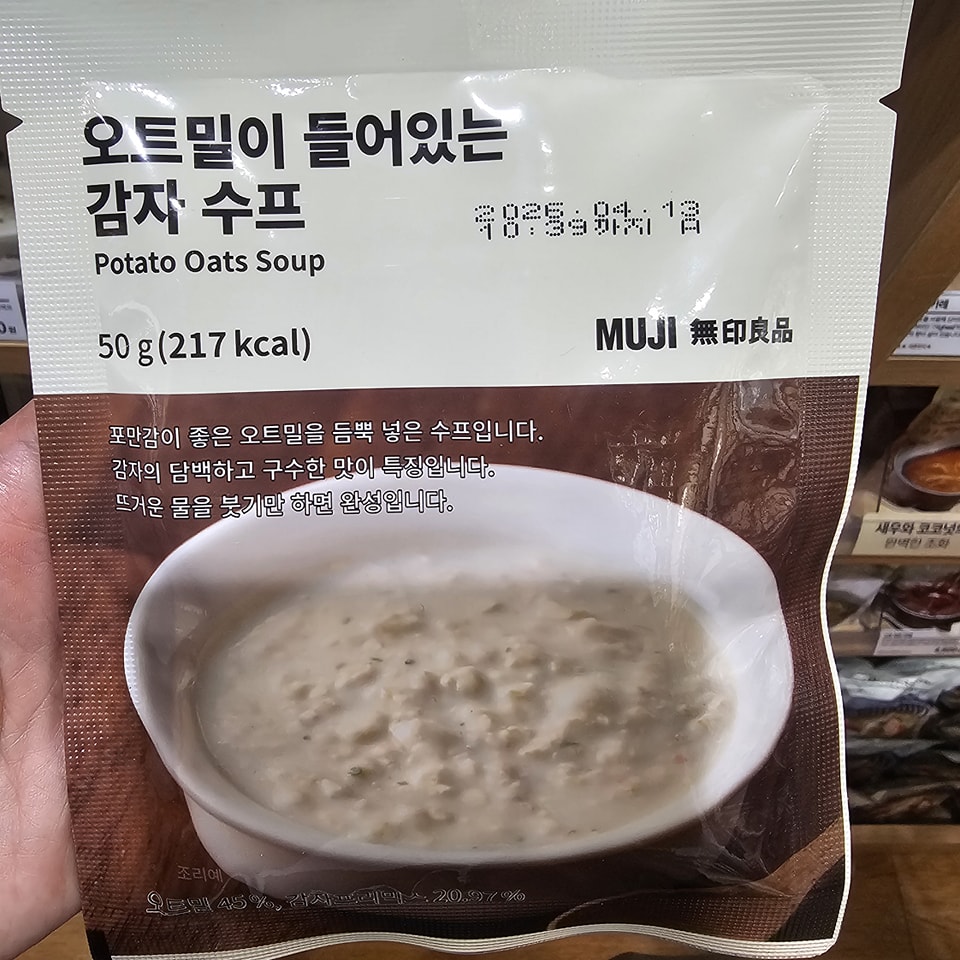 오트밀이 들어있는
감자 수프
Potato Oats Soup
2025.04.13
까지
50 g (217 kcal)
MUJI 無印良品
포만감이 좋은 오트밀을 듬뿍 넣은 수프입니다.
감자의 담백하고 구수한 맛이 특징입니다.
뜨거운 물을 붓기만 하면 완성입니다.
조리예
오트밀 45 %, 감자프리믹스 20.97 %
새우와 코코넛의
완벽한 조화